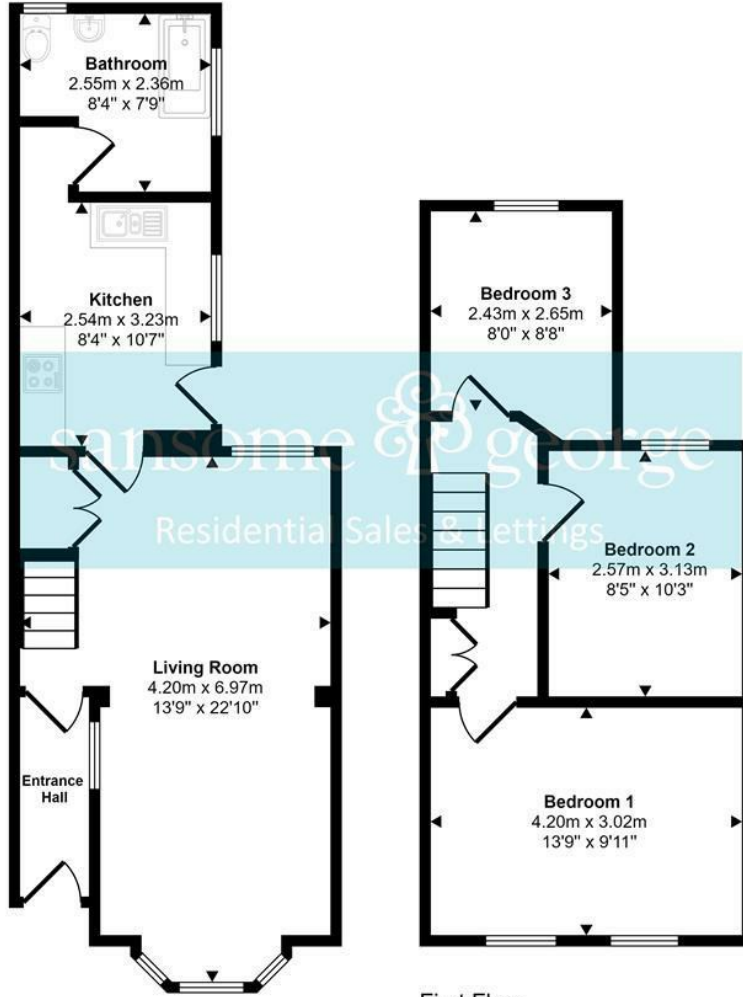 Bathroom
2.55m x 2.36m
8'4" x 7'9"
Kitchen
2.54m x 3.23m
8'4" x 10'7"
Bedroom 3
2.43m x 2.65m
8'0" x 8'8"
sansome george
Residential Sales & Lettings
Bedroom 2
2.57m x 3.13m
8'5" x 10'3"
Living Room
4.20m x 6.97m
13'9" x 22'10"
Entrance
Hall
Bedroom 1
4.20m x 3.02m
13'9" x 9'11"
First Floor